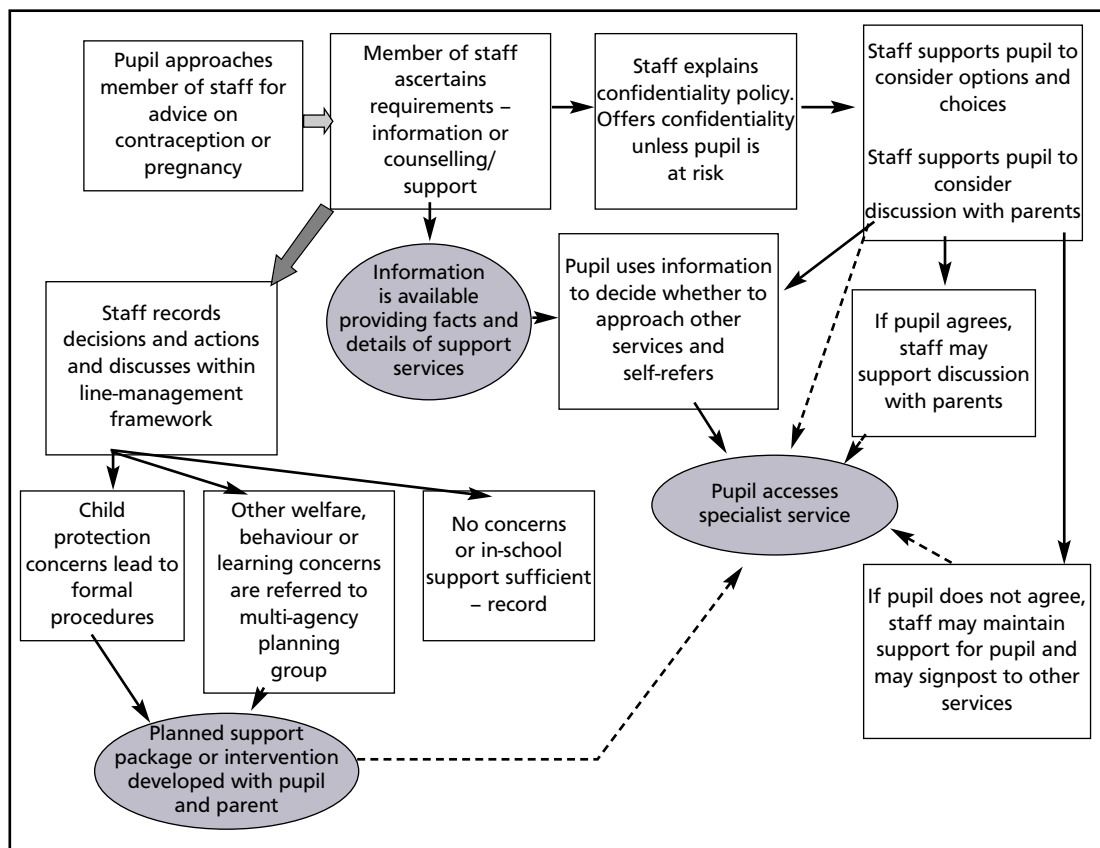 Pupil approaches
member of staff for
advice on
contraception or
pregnancy
Member of staff
ascertains
requirements –
information or
counselling/
support
Staff explains
confidentiality policy.
Offers confidentiality
unless pupil is
at risk
Staff supports pupil to
consider options and
choices
Staff supports pupil to
consider
discussion with parents
Information
is available
providing facts and
details of support
services
Pupil uses information
to decide whether to
approach other
services and
self-refers
If pupil agrees,
staff may
support discussion
with parents
Staff records
decisions and actions
and discusses within
line-management
framework
Child
protection
concerns lead to
formal
procedures
Other welfare,
behaviour or
learning concerns
are referred to
multi-agency
planning
group
No concerns
or in-school
support sufficient
– record
Pupil accesses
specialist service
If pupil does not agree,
staff may maintain
support for pupil and
may signpost to other
services
Planned support
package or intervention
developed with pupil
and parent